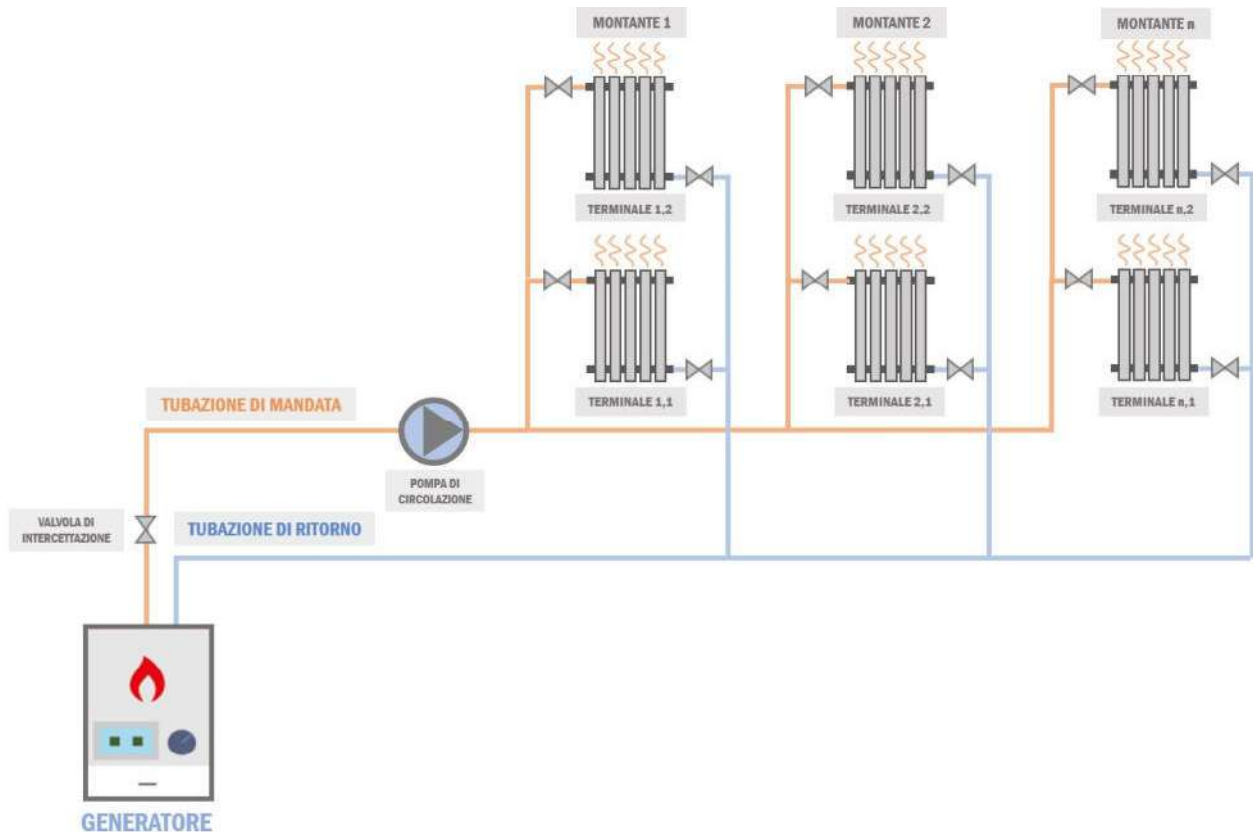 MONTANTE 1
MONTANTE 2
MONTANTE n
TERMINALE 1,2
TERMINALE 2,2
TERMINALE n,2
TERMINALE 1,1
TERMINALE 2,1
TERMINALE n,1
TUBAZIONE DI MANDATA
POMPA DI
CIRCOLAZIONE
VALVOLA DI
INTERCETTAZIONE
TUBAZIONE DI RITORNO
GENERATORE